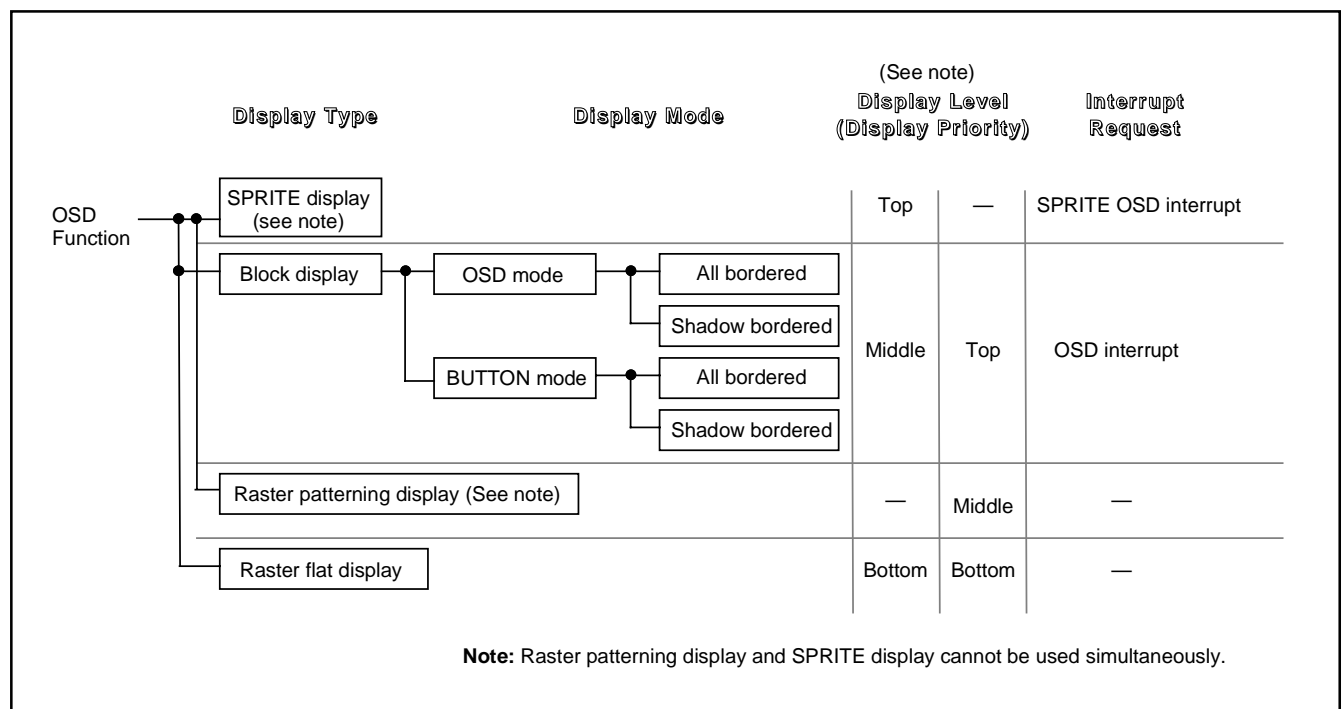 (See note)
Display Type
Display Mode
Display Level
(Display Priority)
Interrupt
Request
OSD
Function
SPRITE display
(see note)
Top
—
SPRITE OSD interrupt
Block display
OSD mode
All bordered
Shadow bordered
BUTTON mode
All bordered
Shadow bordered
Middle
Top
OSD interrupt
Raster patterning display (See note)
—
Middle
—
Raster flat display
Bottom
Bottom
—
Note: Raster patterning display and SPRITE display cannot be used simultaneously.